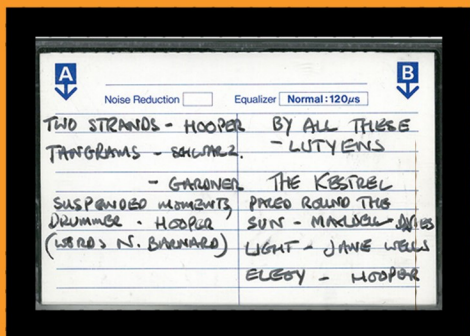 A
B
Noise Reduction
Equalizer Normal:120µs
TWO STRANDS - HOOPER
TANGRAMS - SCHWARZ.
- GARDNER
SUSPENDED MOMENTS
DRUMMER - HOOPER
(WORDS N. BARNARD)
BY ALL THESE
- LUTYENS
THE KESTREL
PACED ROUND THE
SUN - MAXWELL-DAVIES
LIGHT - JANE WELLS
ELEGY - HOOPER